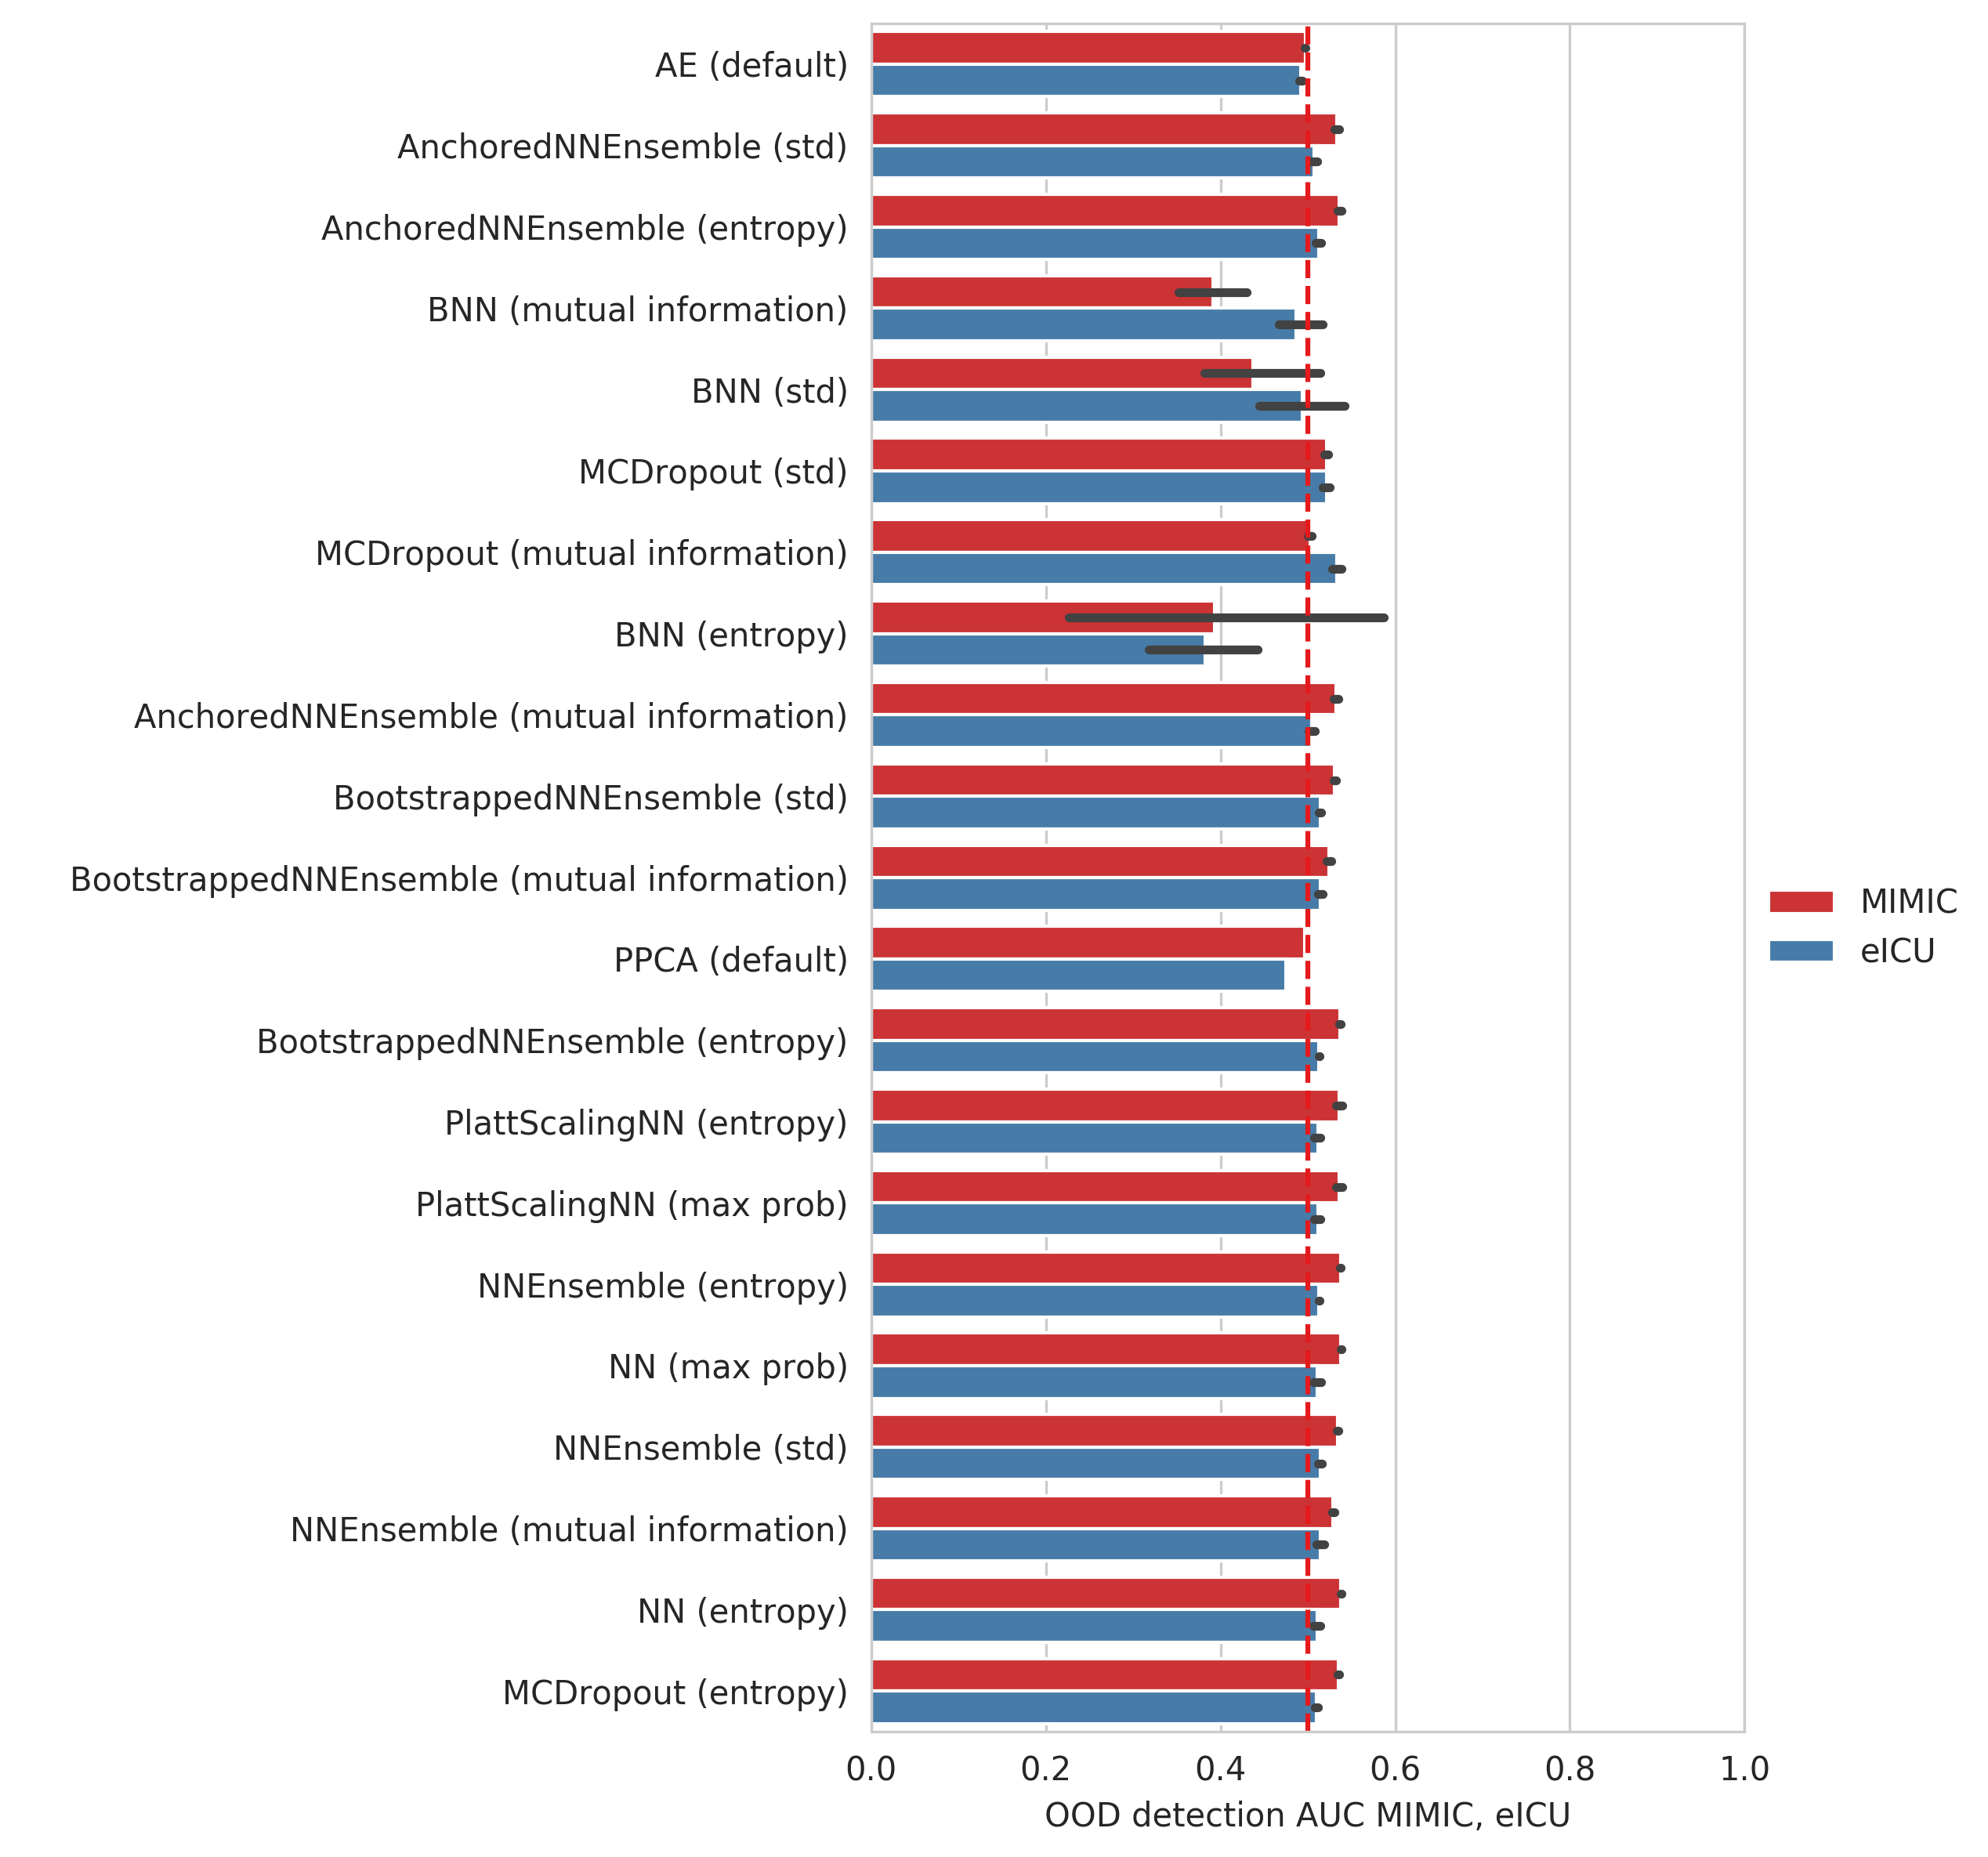 AE (default)
AnchoredNNEnsemble (std)
AnchoredNNEnsemble (entropy)
BNN (mutual information)
BNN (std)
MCDropout (std)
MCDropout (mutual information)
BNN (entropy)
AnchoredNNEnsemble (mutual information)
BootstrappedNNEnsemble (std)
BootstrappedNNEnsemble (mutual information)
PPCA (default)
BootstrappedNNEnsemble (entropy)
PlattScalingNN (entropy)
PlattScalingNN (max prob)
NNEnsemble (entropy)
NN (max prob)
NNEnsemble (std)
NNEnsemble (mutual information)
NN (entropy)
MCDropout (entropy)
0.0 0.2 0.4 0.6 0.8 1.0
OOD detection AUC MIMIC, eICU
MIMIC
eICU